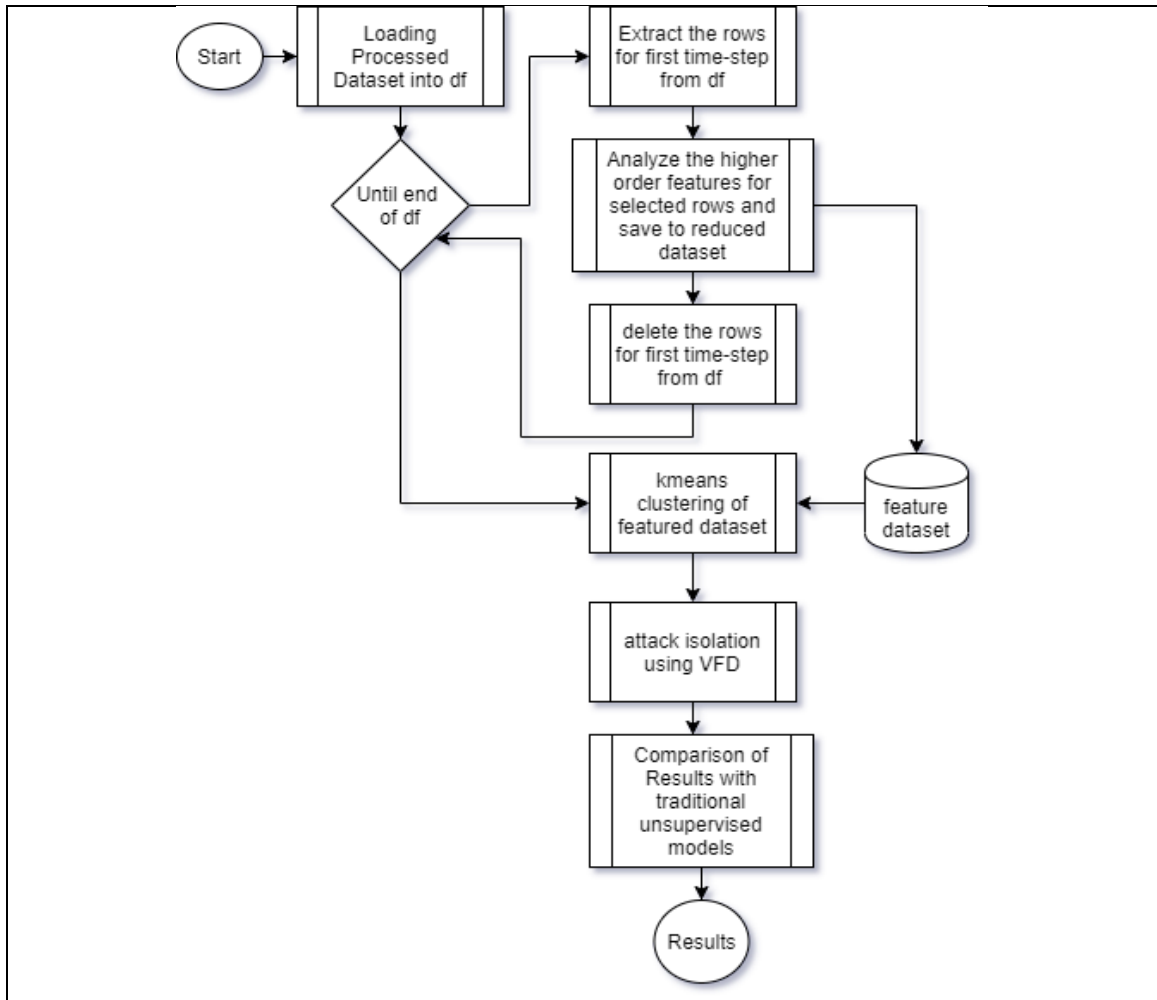 Start
Loading
Processed
Dataset into df
Until end
of df
Extract the rows
for first time-step
from df
Analyze the higher
order features for
selected rows and
save to reduced
dataset
delete the rows
for first time-step
from df
kmeans
clustering of
featured dataset
feature
dataset
attack isolation
using VFD
Comparison of
Results with
traditional
unsupervised
models
Results